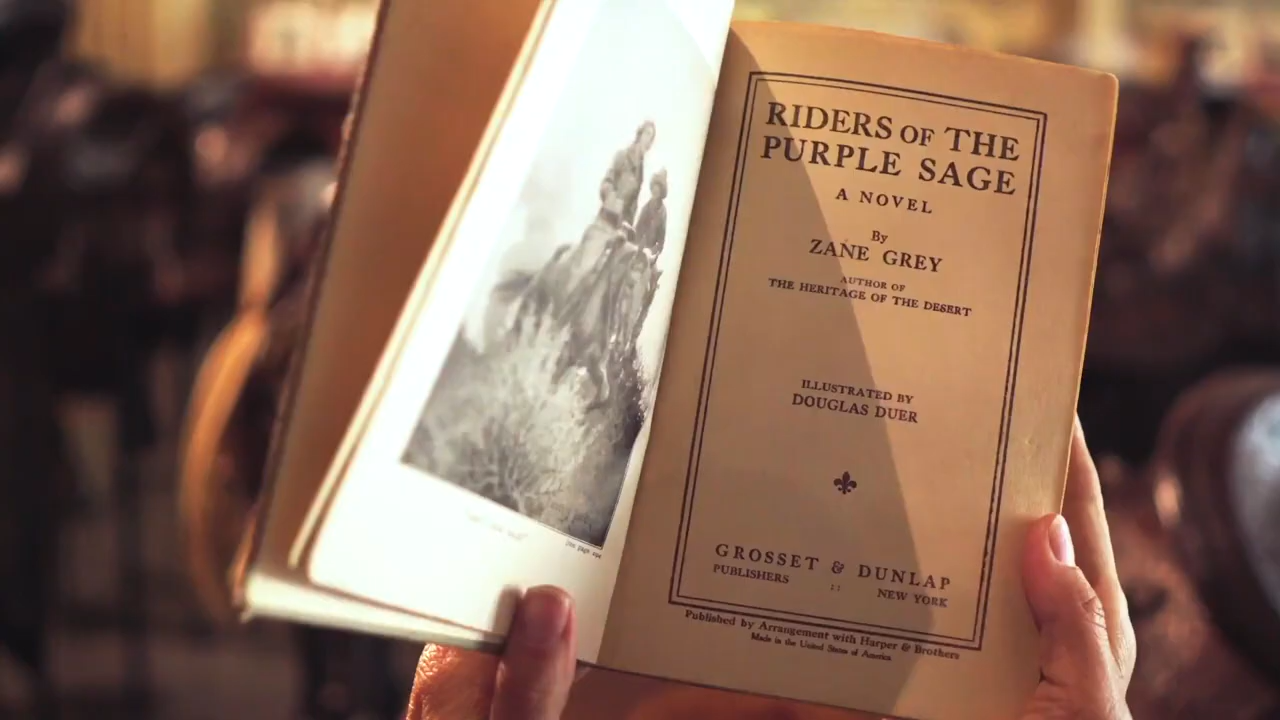 RIDERS OF THE
PURPLE SAGE
A NOVEL
By
ZANE GREY
AUTHOR OF
THE HERITAGE OF THE DESERT
ILLUSTRATED BY
DOUGLAS DUER
GROSSET & DUNLAP
PUBLISHERS :: NEW YORK
Published by Arrangement with Harper & Brothers
Made in the United States of America